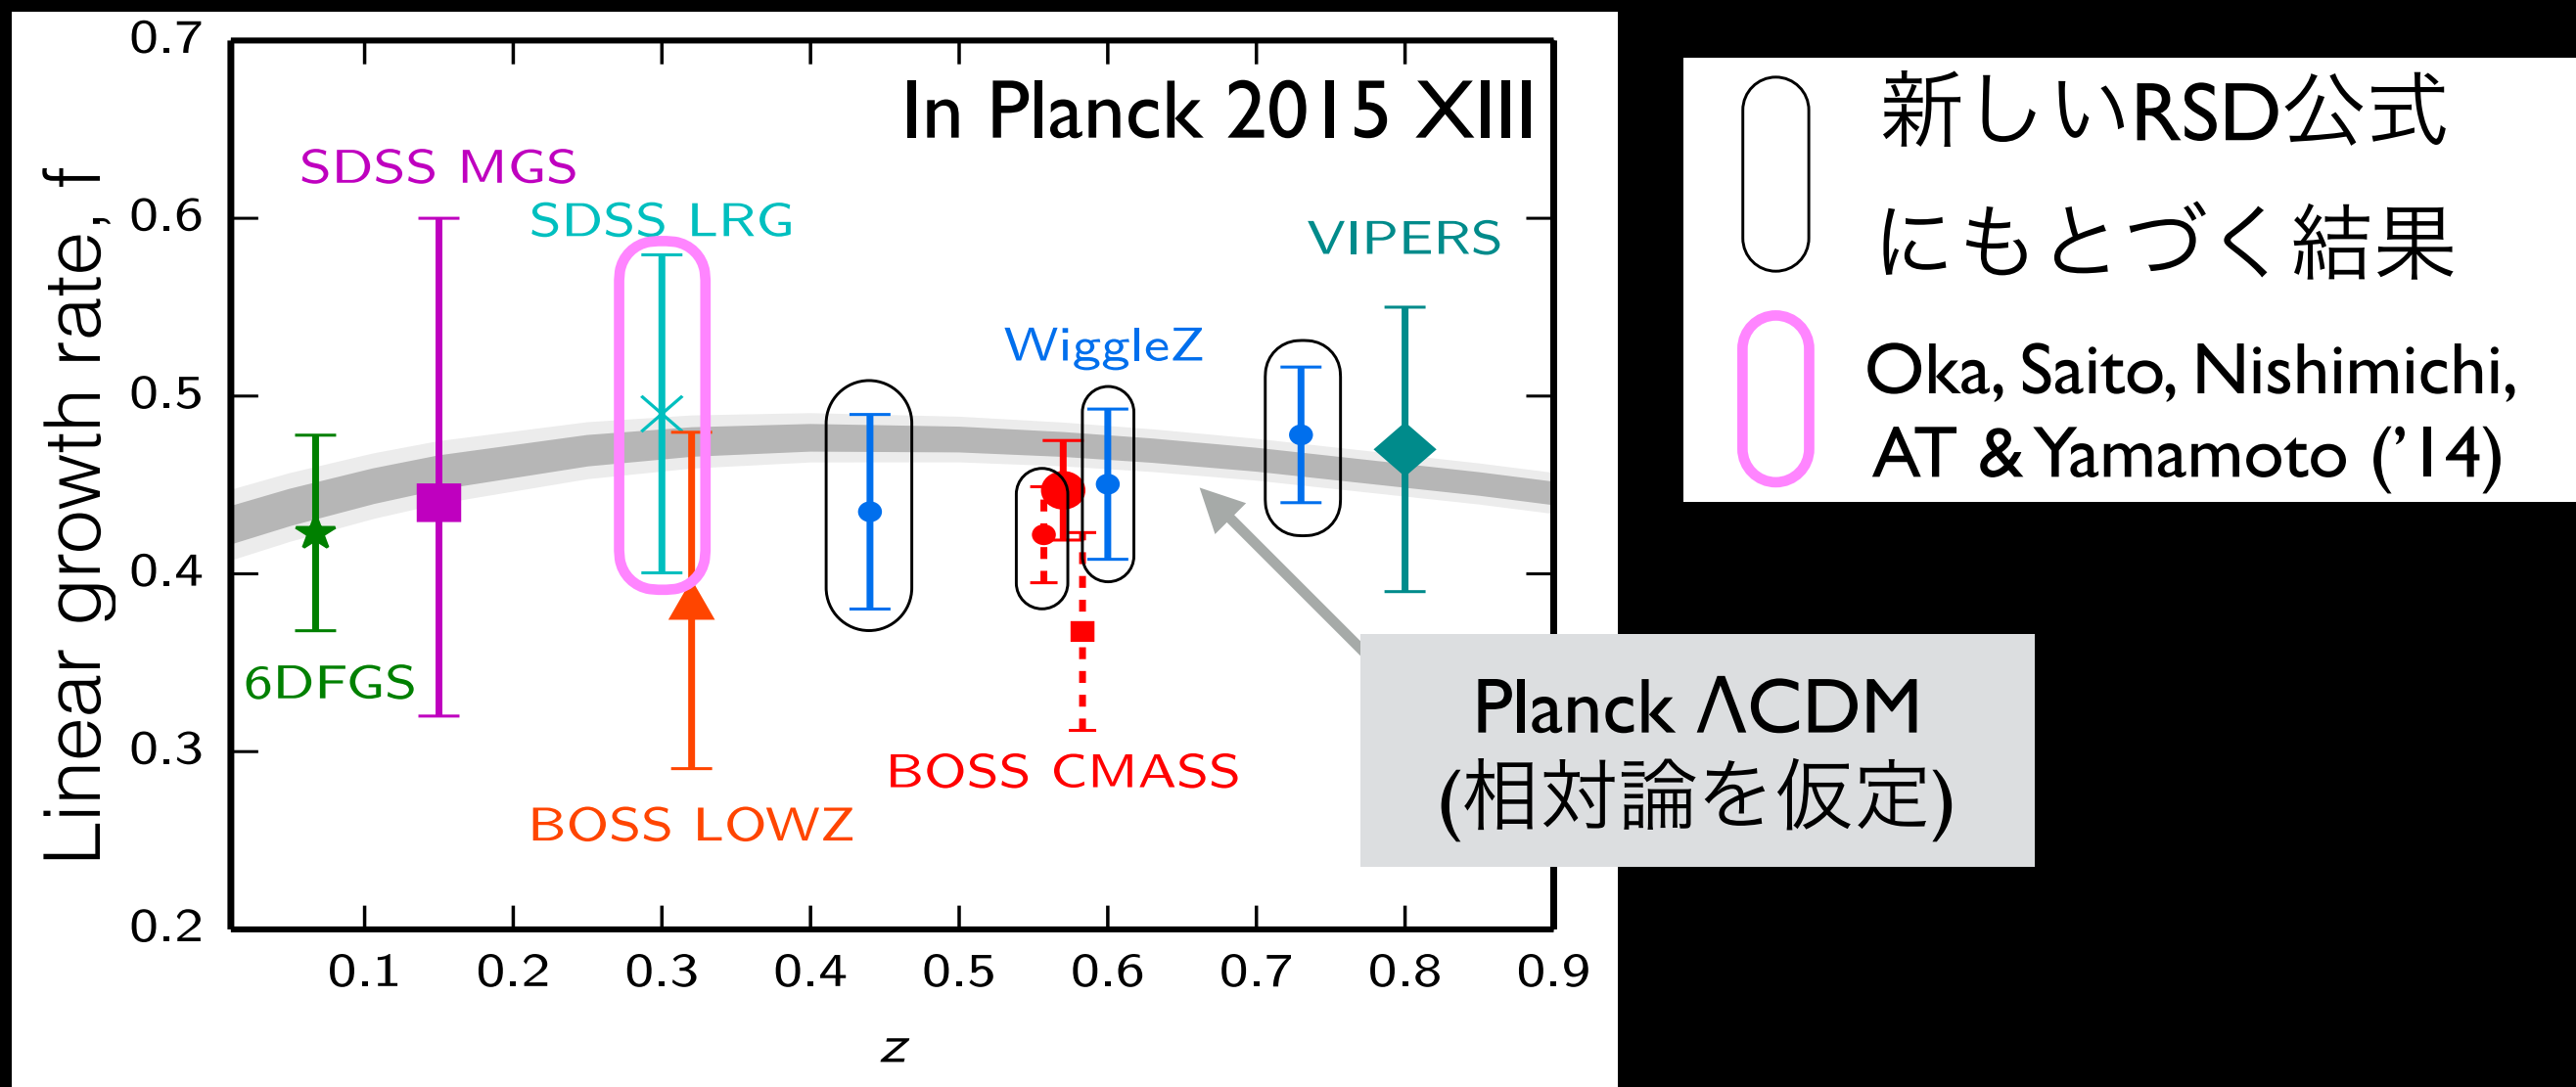 In Planck 2015 XIII
Linear growth rate, f
0.7
0.6
0.5
0.4
0.3
0.2
SDSS MGS
SDSS LRG
VIPERS
WiggleZ
6DFGS
BOSS CMASS
BOSS LOWZ
0.1 0.2 0.3 0.4 0.5 0.6 0.7 0.8 0.9
z
新しいRSD公式
にもとづく結果
Oka, Saito, Nishimichi,
AT & Yamamoto (’14)
Planck ΛCDM
(相対論を仮定)